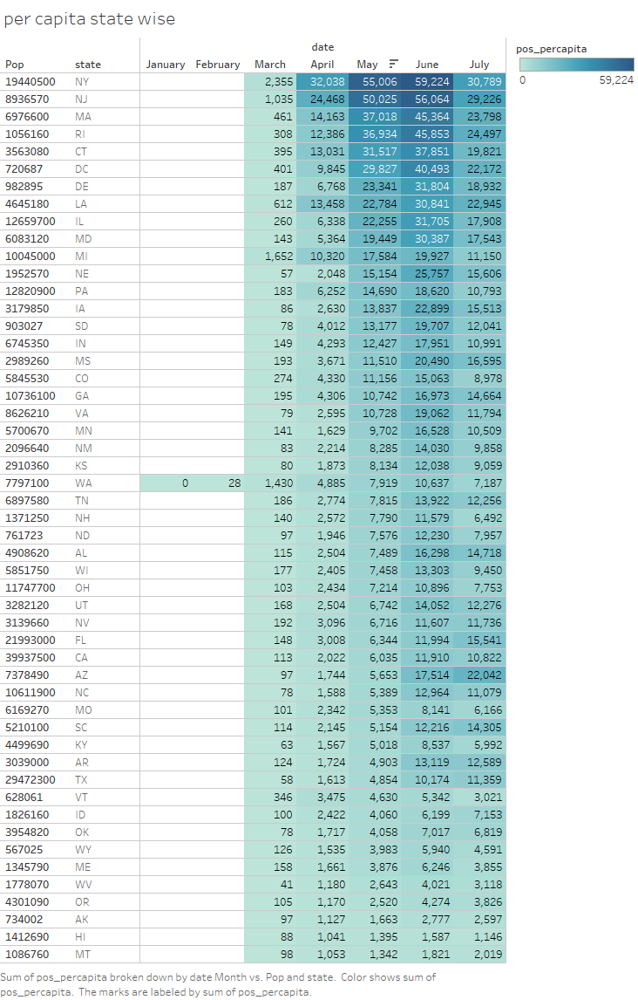 per capita state wise
date
pos_percapita
Pop state January February March April May June July
0 59,224
19440500 NY 2,355 32,038 55,006 59,224 30,789
8936570 NJ 1,035 24,468 50,025 56,064 29,226
6976600 MA 461 14,163 37,018 45,364 23,798
1056160 RI 308 12,386 36,934 45,853 24,497
3563080 CT 395 13,031 31,517 37,851 19,821
720687 DC 401 9,845 29,827 40,493 22,172
982895 DE 187 6,768 23,341 31,804 18,932
4645180 LA 612 13,458 22,784 30,841 22,945
12659700 IL 260 6,338 22,255 31,705 17,908
6083120 MD 143 5,364 19,449 30,387 17,543
10045000 MI 1,652 10,320 17,584 19,927 11,150
1952570 NE 57 2,048 15,154 25,757 15,606
12820900 PA 183 6,252 14,690 18,620 10,793
3179850 IA 86 2,630 13,837 22,899 15,513
903027 SD 78 4,012 13,177 19,707 12,041
6745350 IN 149 4,293 12,427 17,951 10,991
2989260 MS 193 3,671 11,510 20,490 16,595
5845530 CO 274 4,330 11,156 15,063 8,978
10736100 GA 195 4,306 10,742 16,973 14,664
8626210 VA 79 2,595 10,728 19,062 11,794
5700670 MN 141 1,629 9,702 16,528 10,509
2096640 NM 83 2,214 8,285 14,030 9,858
2910360 KS 80 1,873 8,134 12,038 9,059
7797100 WA 0 28 1,430 4,885 7,919 10,637 7,187
6897580 TN 186 2,774 7,815 13,922 12,256
1371250 NH 140 2,572 7,790 11,579 6,492
761723 ND 97 1,946 7,576 12,230 7,957
4908620 AL 115 2,504 7,489 16,298 14,718
5851750 WI 177 2,405 7,458 13,303 9,450
11747700 OH 103 2,434 7,214 10,896 7,753
3282120 UT 168 2,504 6,742 14,052 12,276
3139660 NV 192 3,096 6,716 11,607 11,736
21993000 FL 148 3,008 6,344 11,994 15,541
39937500 CA 113 2,022 6,035 11,910 10,822
7378490 AZ 97 1,744 5,653 17,514 22,042
10611900 NC 78 1,588 5,389 12,964 11,079
6169270 MO 101 2,342 5,353 8,141 6,166
5210100 SC 114 2,145 5,154 12,216 14,305
4499690 KY 63 1,567 5,018 8,537 5,992
3039000 AR 124 1,724 4,903 13,119 12,589
29472300 TX 58 1,613 4,854 10,174 11,359
628061 VT 346 3,475 4,630 5,342 3,021
1826160 ID 100 2,422 4,060 6,199 7,153
3954820 OK 78 1,717 4,058 7,017 6,819
567025 WY 126 1,535 3,983 5,940 4,591
1345790 ME 158 1,661 3,876 6,246 3,855
1778070 WV 41 1,180 2,643 4,021 3,118
4301090 OR 105 1,170 2,520 4,274 3,826
734002 AK 97 1,127 1,663 2,777 2,597
1412690 HI 88 1,041 1,395 1,587 1,146
1086760 MT 98 1,053 1,342 1,821 2,019
Sum of pos_percapita broken down by date Month vs. Pop and state. Color shows sum of
pos_percapita. The marks are labeled by sum of pos_percapita.